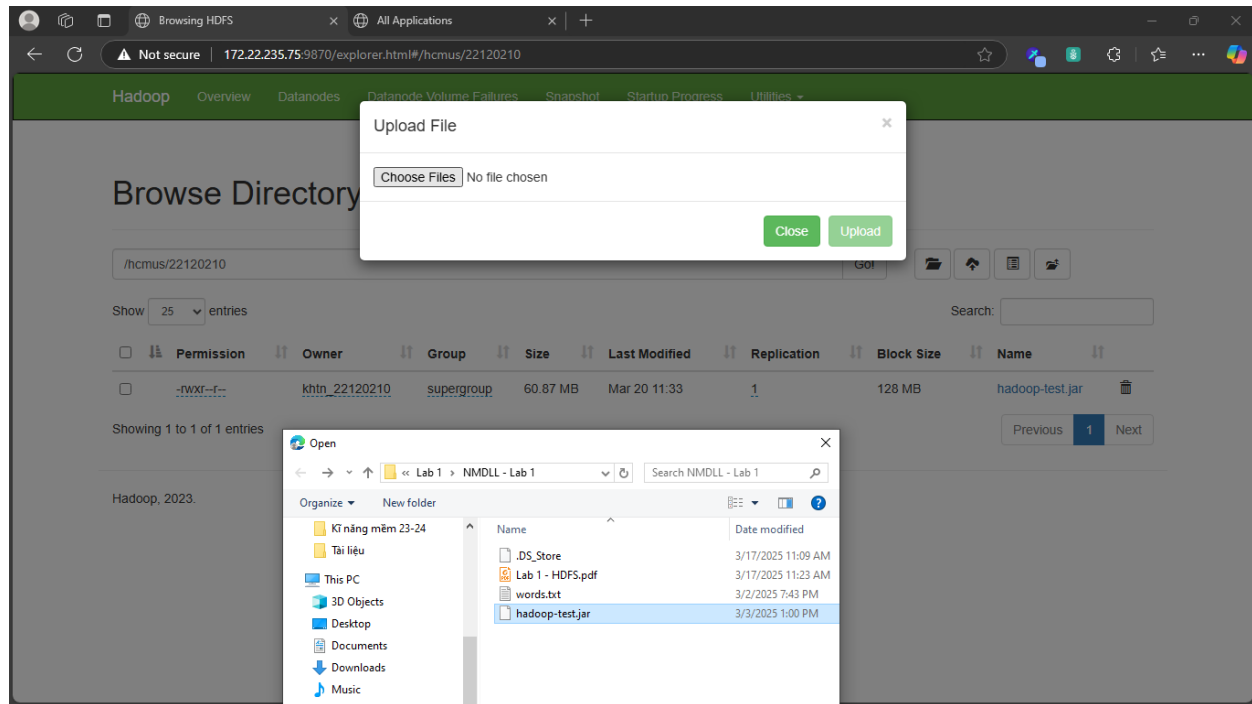 Browsing HDFS
All Applications
Not secure 172.22.235.75:9870/explorer.html#/hcmus/22120210
Hadoop Overview Datanodes Datanode Volume Failures Snapshot Startup Progress Utilities
Upload File ×
Choose Files No file chosen
Close Upload
Browse Directory
/hcmus/22120210 Go!
Show 25 entries Search:
Permission Owner Group Size Last Modified Replication Block Size Name
-rwxr--r-- khtn_22120210 supergroup 60.87 MB Mar 20 11:33 1 128 MB hadoop-test.jar
Showing 1 to 1 of 1 entries Previous 1 Next
Hadoop, 2023.
Open
« Lab 1 › NMDLL - Lab 1 Search NMDLL - Lab 1
Organize New folder
Kĩ năng mềm 23-24
Tài liệu
This PC
3D Objects
Desktop
Documents
Downloads
Music
Name Date modified
.DS_Store 3/17/2025 11:09 AM
Lab 1 - HDFS.pdf 3/17/2025 11:23 AM
words.txt 3/2/2025 7:43 PM
hadoop-test.jar 3/3/2025 1:00 PM